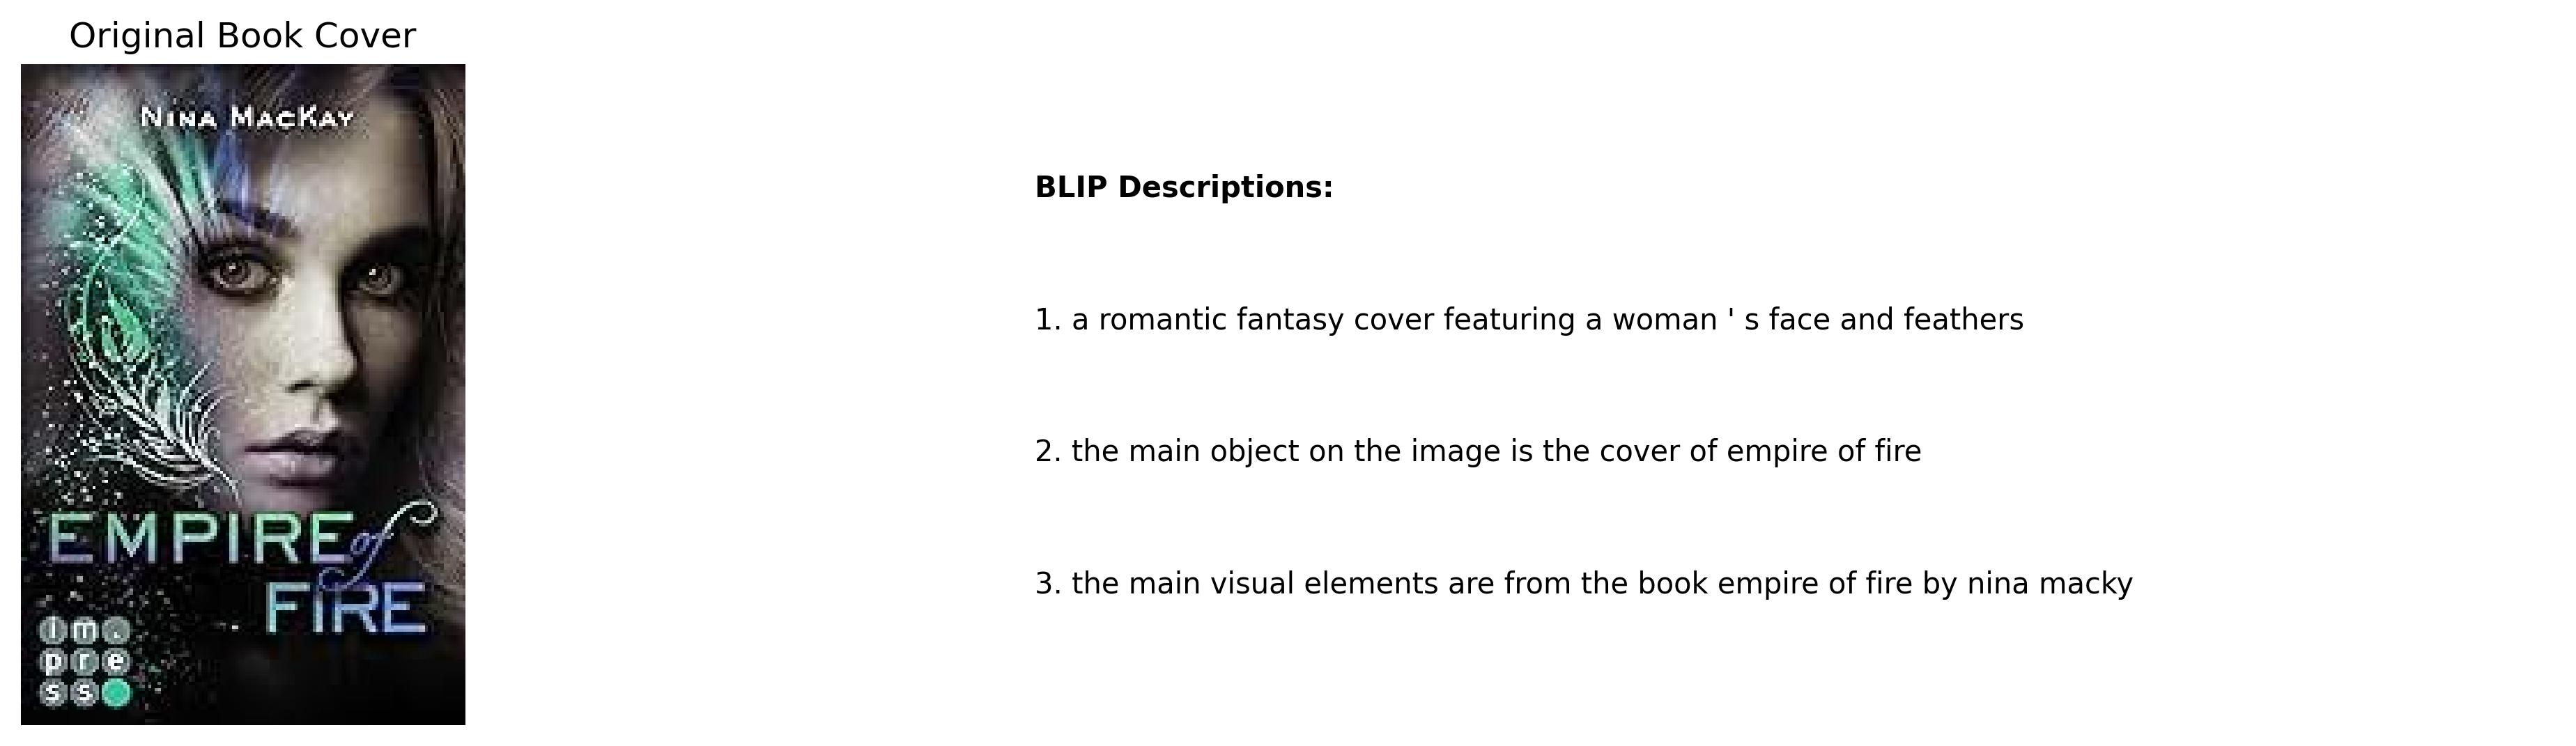 Original Book Cover
NINA MACKAY
EMPIRE of
FIRE
im.
pre
ss
BLIP Descriptions:
1. a romantic fantasy cover featuring a woman ' s face and feathers
2. the main object on the image is the cover of empire of fire
3. the main visual elements are from the book empire of fire by nina macky